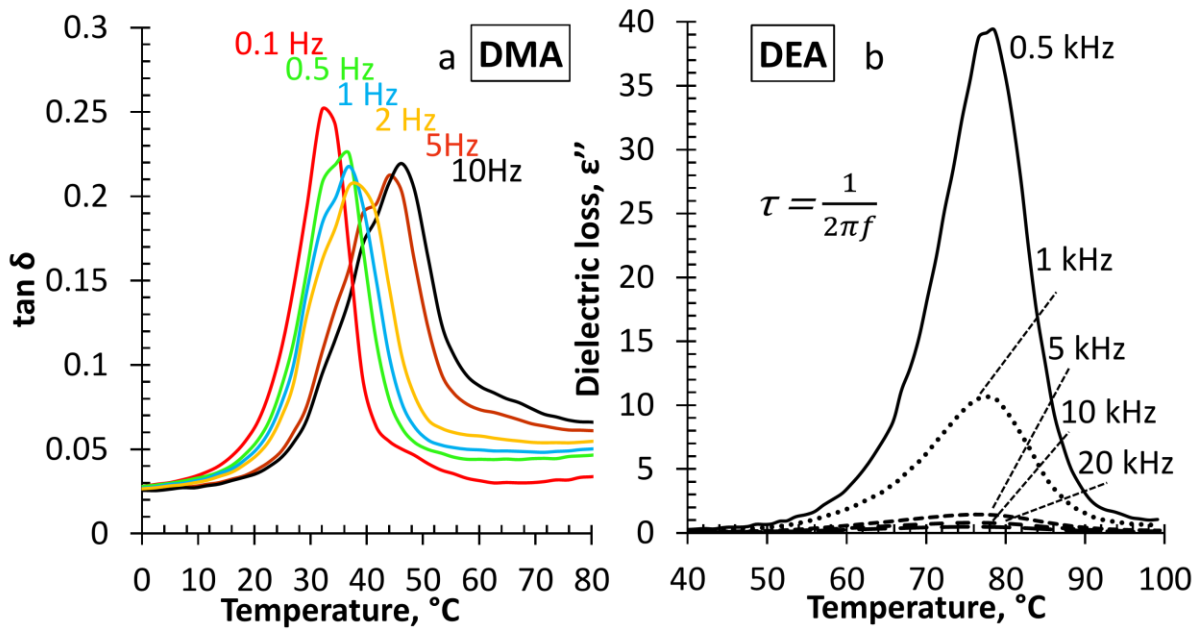 a DMA
0.1 Hz
0.5 Hz
1 Hz
2 Hz
5Hz
10Hz
tan δ
0.3
0.25
0.2
0.15
0.1
0.05
0
0 10 20 30 40 50 60 70 80
Temperature, °C
DEA b
0.5 kHz
1 kHz
5 kHz
10 kHz
20 kHz
τ = 1/2πf
Dielectric loss, ε’’
40
35
30
25
20
15
10
5
0
40 50 60 70 80 90 100
Temperature, °C